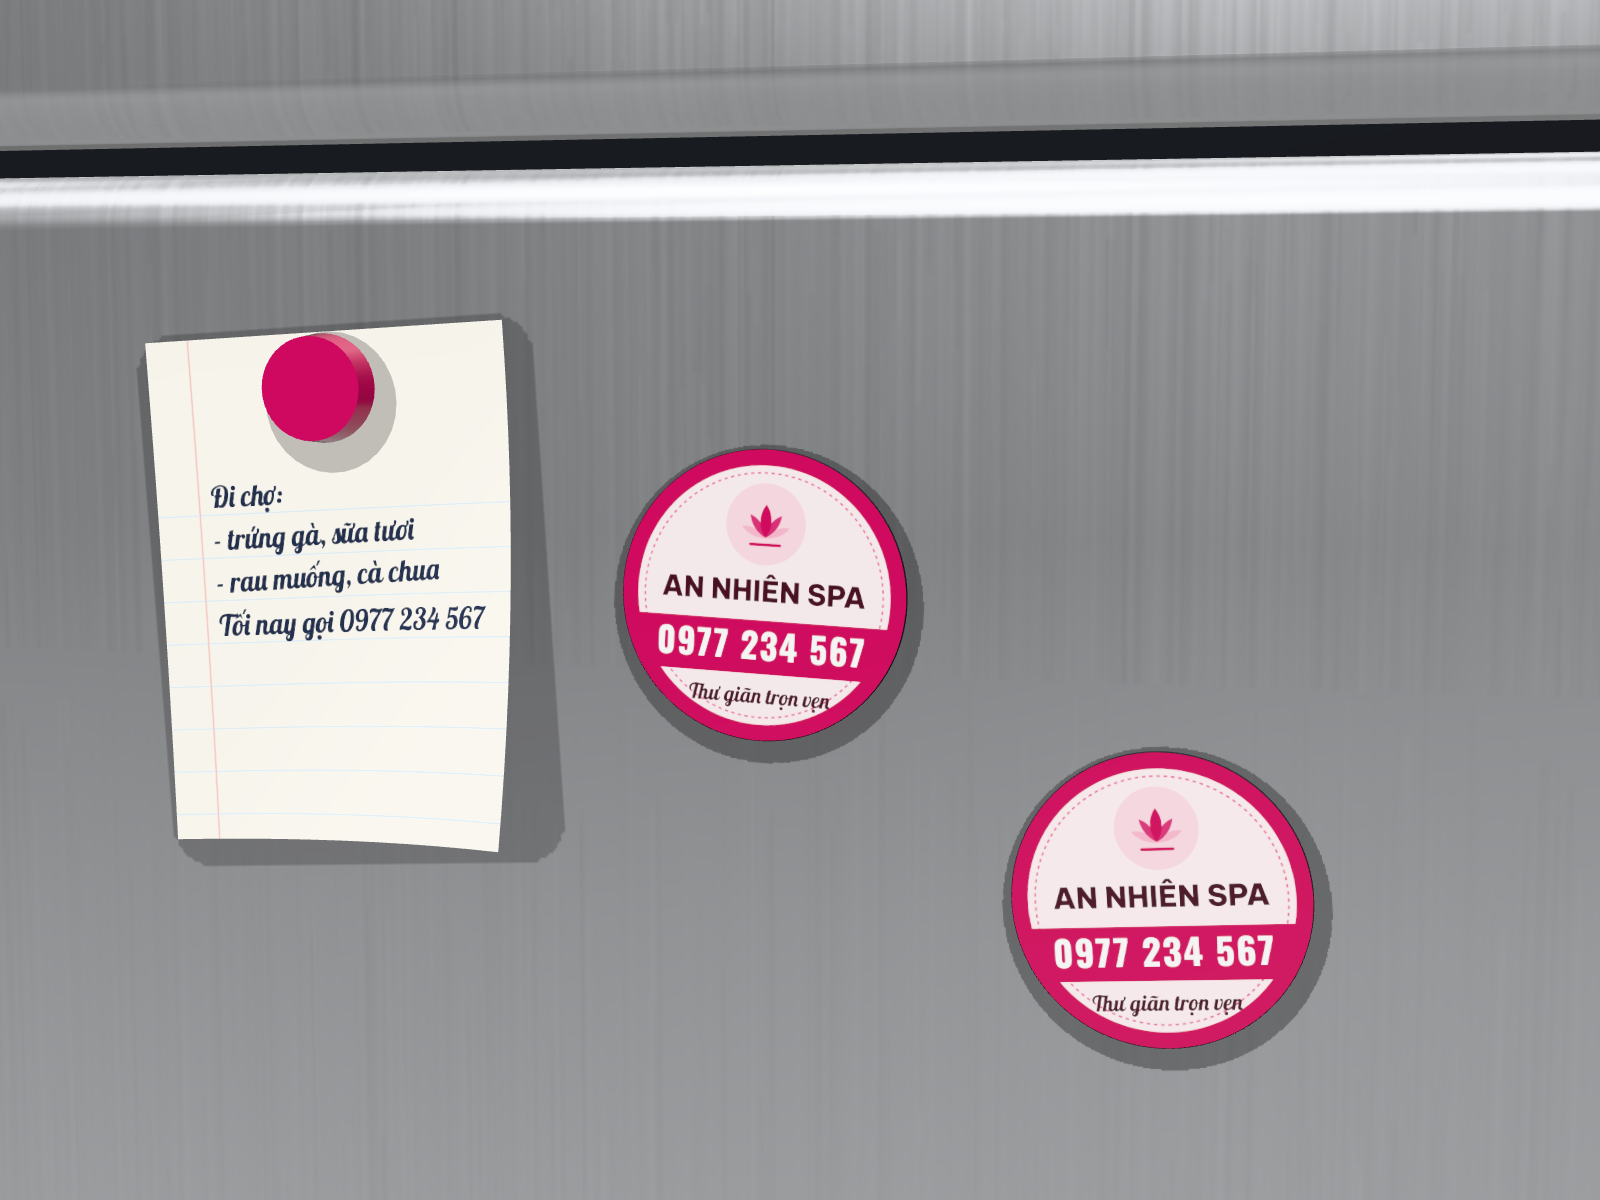 Đi chợ:
- trứng gà, sữa tươi
- rau muống, cà chua
Tối nay gọi 0977 234 567
AN NHIÊN SPA
0977 234 567
Thư giãn trọn vẹn
AN NHIÊN SPA
0977 234 567
Thư giãn trọn vẹn